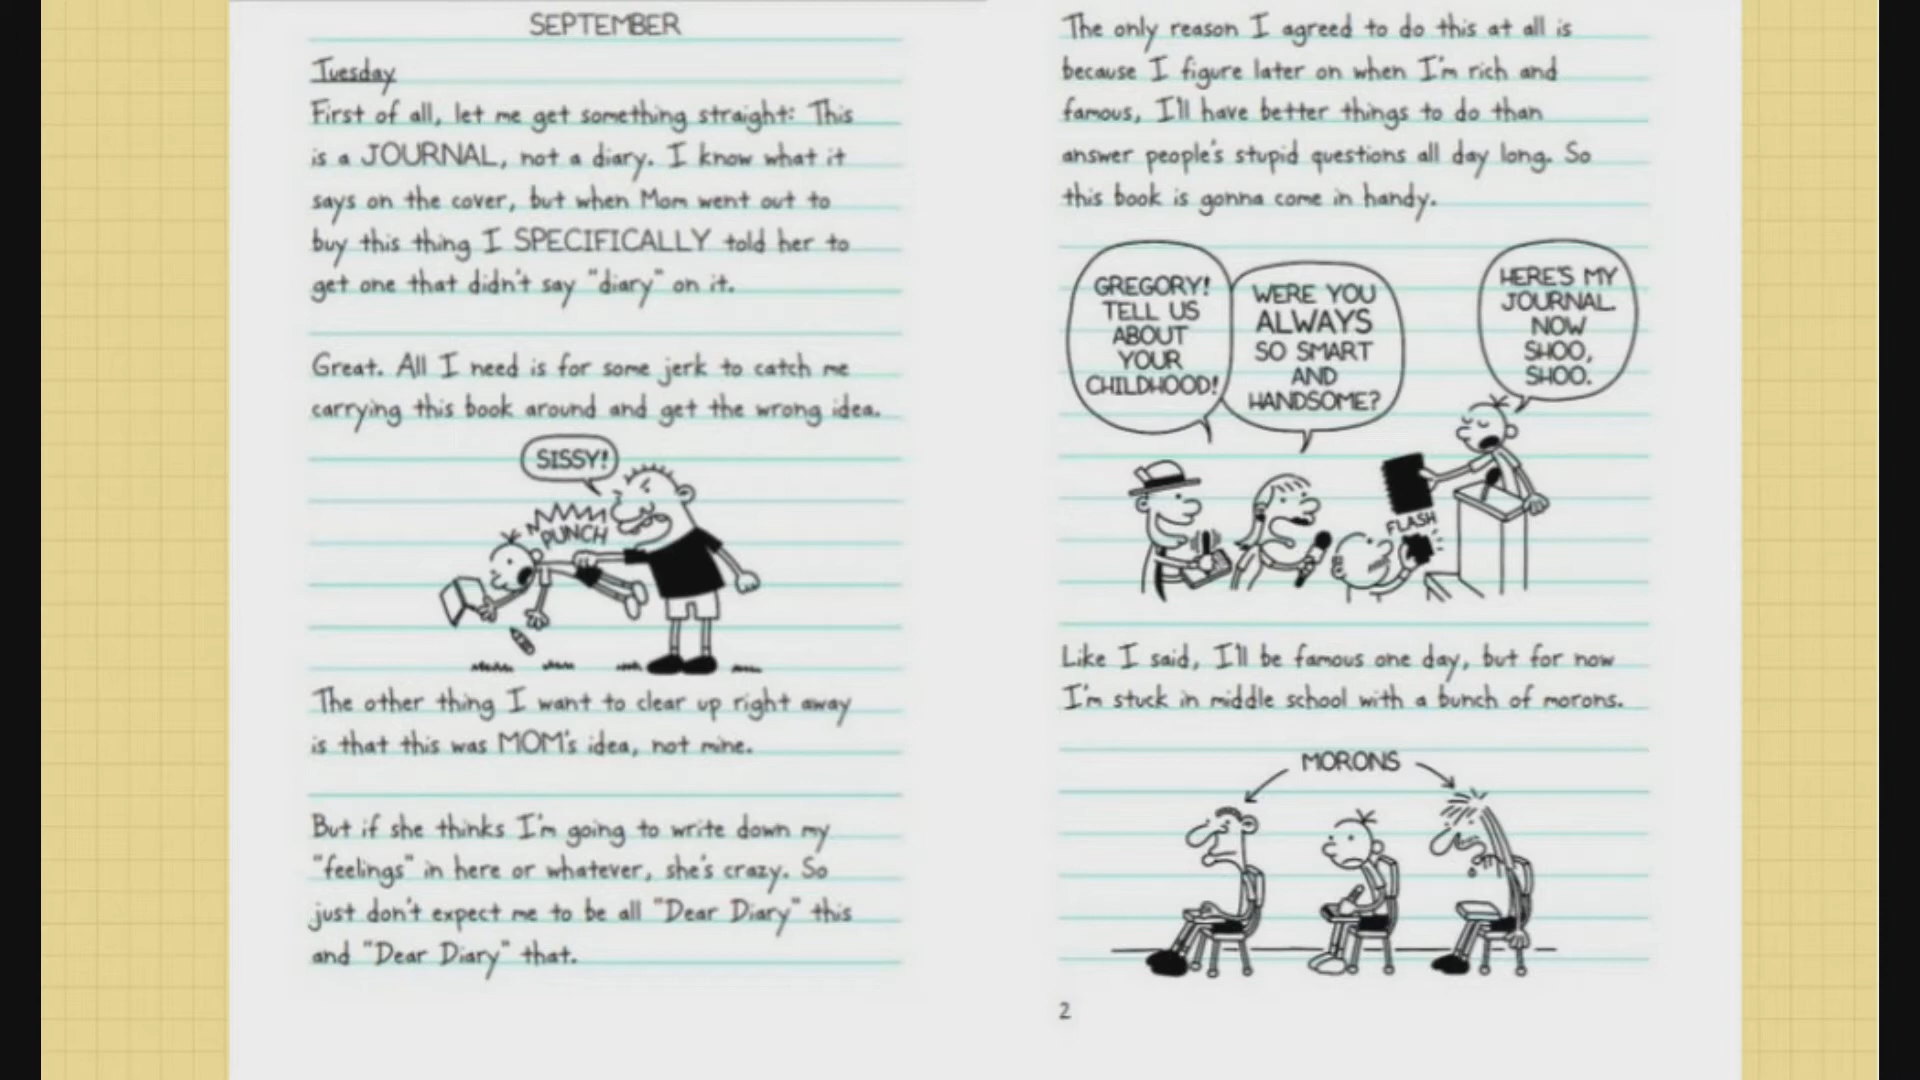 SEPTEMBER
Tuesday
First of all, let me get something straight: This
is a JOURNAL, not a diary. I know what it
says on the cover, but when Mom went out to
buy this thing I SPECIFICALLY told her to
get one that didn't say "diary" on it.
Great. All I need is for some jerk to catch me
carrying this book around and get the wrong idea.
SISSY!
PUNCH
The other thing I want to clear up right away
is that this was MOM's idea, not mine.
But if she thinks I'm going to write down my
"feelings" in here or whatever, she's crazy. So
just don't expect me to be all "Dear Diary" this
and "Dear Diary" that.
The only reason I agreed to do this at all is
because I figure later on when I'm rich and
famous, I'll have better things to do than
answer people's stupid questions all day long. So
this book is gonna come in handy.
GREGORY!
TELL US
ABOUT
YOUR
CHILDHOOD!
WERE YOU
ALWAYS
SO SMART
AND
HANDSOME?
HERE'S MY
JOURNAL.
NOW
SHOO,
SHOO.
FLASH
Like I said, I'll be famous one day, but for now
I'm stuck in middle school with a bunch of morons.
MORONS
2